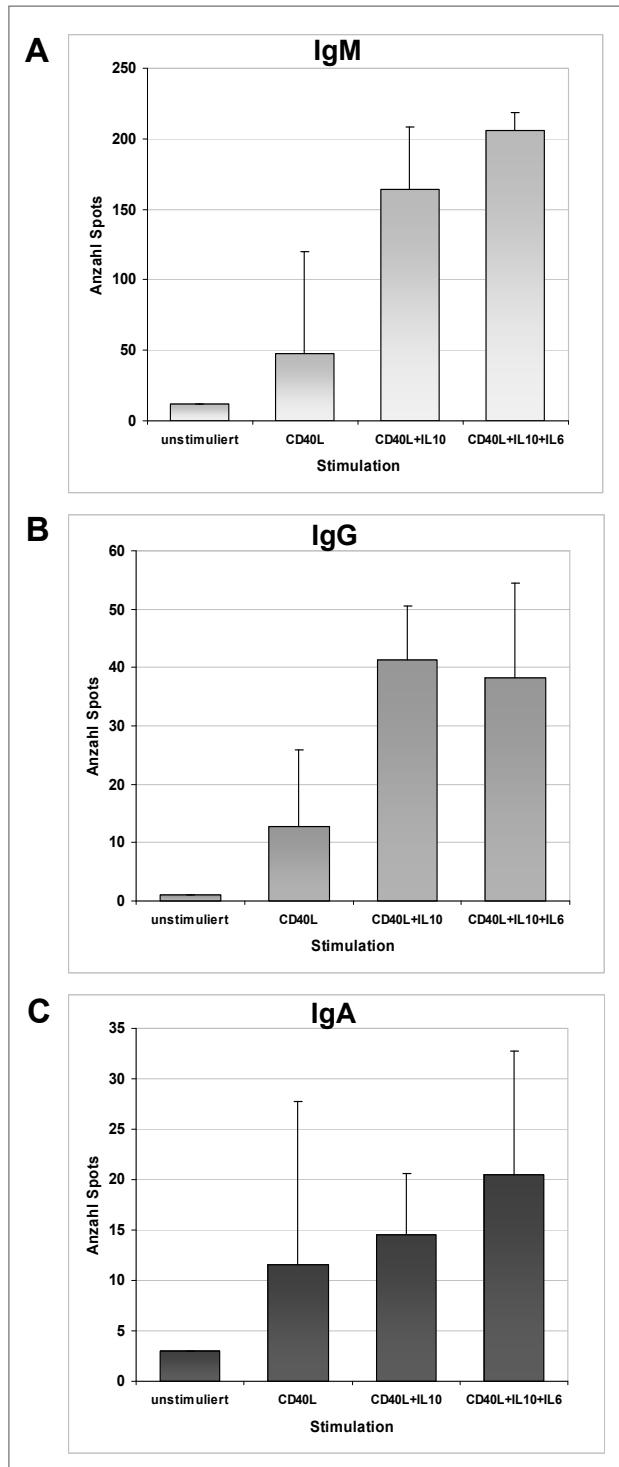 A
IgM
250
200
150
100
50
0
Anzahl Spots
unstimuliert CD40L CD40L+IL10 CD40L+IL10+IL6
Stimulation
B
IgG
60
50
40
30
20
10
0
Anzahl Spots
unstimuliert CD40L CD40L+IL10 CD40L+IL10+IL6
Stimulation
C
IgA
35
30
25
20
15
10
5
0
Anzahl Spots
unstimuliert CD40L CD40L+IL10 CD40L+IL10+IL6
Stimulation